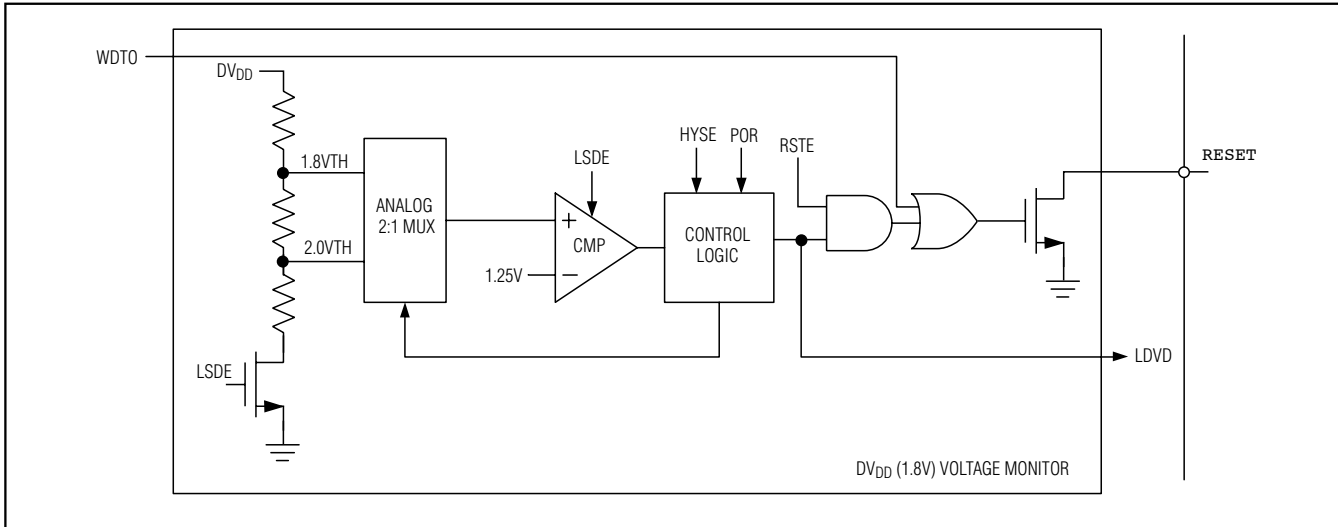 WDTO
DVDD
1.8VTH
2.0VTH
LSDE
ANALOG
2:1 MUX
LSDE
+
CMP
1.25V
−
HYSE
POR
CONTROL
LOGIC
RSTE
RESET
LDVD
DVDD (1.8V) VOLTAGE MONITOR